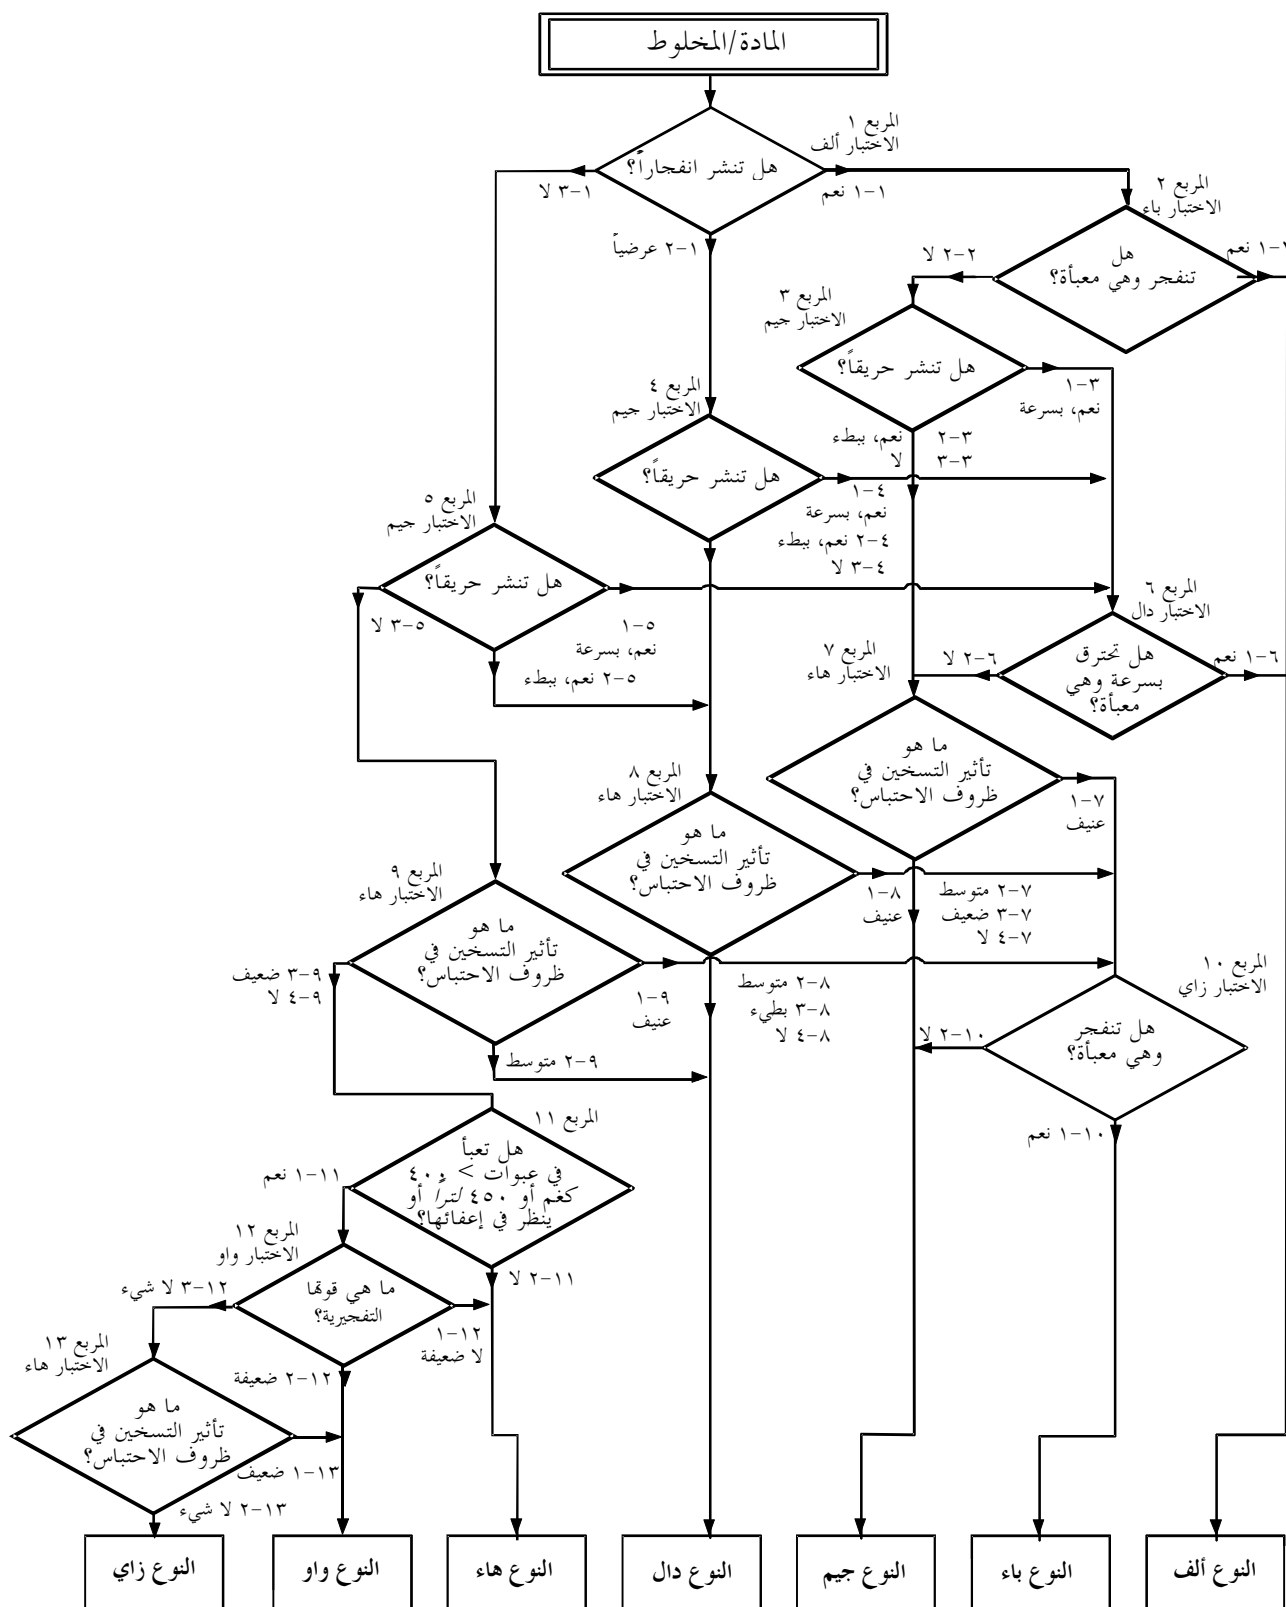 المادة/المخلوط
المربع ١
الاختبار ألف
هل تنشر انفجاراً؟
١-١ نعم
٣-١ لا
٢-١ عرضياً
المربع ٢
الاختبار باء
هل
تنفجر وهي معبأة؟
١-٢ نعم
٢-٢ لا
المربع ٣
الاختبار جيم
هل تنشر حريقاً؟
١-٣
نعم، بسرعة
٢-٣ نعم، ببطء
٣-٣ لا
المربع ٤
الاختبار جيم
هل تنشر حريقاً؟
١-٤
نعم، بسرعة
٢-٤ نعم، ببطء
٣-٤ لا
المربع ٥
الاختبار جيم
هل تنشر حريقاً؟
١-٥
نعم، بسرعة
٢-٥ نعم، ببطء
٣-٥ لا
المربع ٦
الاختبار دال
هل تحترق
بسرعة وهي
معبأة؟
١-٦ نعم
٢-٦ لا
المربع ٧
الاختبار هاء
ما هو
تأثير التسخين في
ظروف الاحتباس؟
١-٧
عنيف
٢-٧ متوسط
٣-٧ ضعيف
٤-٧ لا
المربع ٨
الاختبار هاء
ما هو
تأثير التسخين في
ظروف الاحتباس؟
١-٨
عنيف
٢-٨ متوسط
٣-٨ بطيء
٤-٨ لا
المربع ٩
الاختبار هاء
ما هو
تأثير التسخين في
ظروف الاحتباس؟
١-٩
عنيف
٢-٩ متوسط
٣-٩ ضعيف
٤-٩ لا
المربع ١٠
الاختبار زاي
هل تنفجر
وهي معبأة؟
٢-١٠ لا
١-١٠ نعم
المربع ١١
هل تعبأ
في عبوات > ٤٠٠
كغم أو ٤٥٠ لتراً أو
ينظر في إعفائها؟
١-١١ نعم
٢-١١ لا
المربع ١٢
الاختبار واو
ما هي قوتها
التفجيرية؟
١-١٢
لا ضعيفة
٢-١٢ ضعيفة
٣-١٢ لا شيء
المربع ١٣
الاختبار هاء
ما هو
تأثير التسخين في
ظروف الاحتباس؟
١-١٣ ضعيف
٢-١٣ لا شيء
النوع ألف
النوع باء
النوع جيم
النوع دال
النوع هاء
النوع واو
النوع زاي